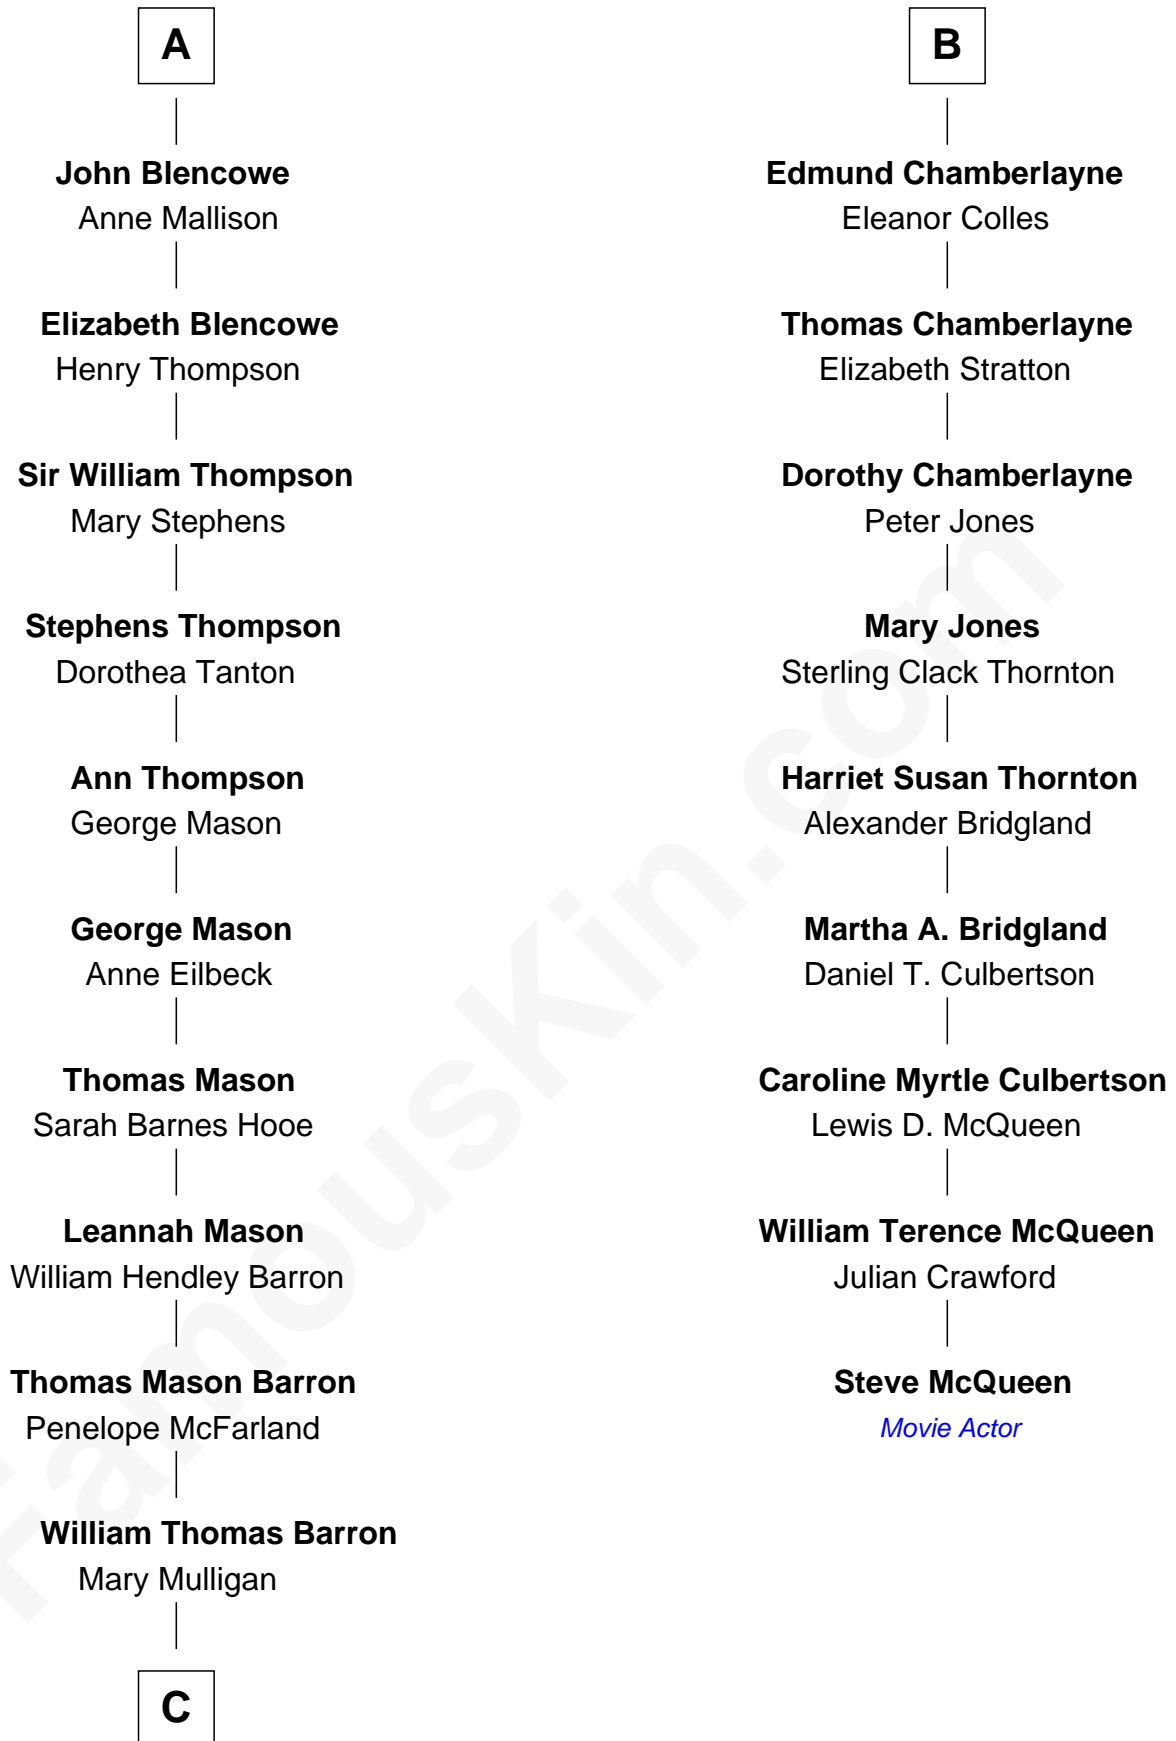 A
John Blencowe
Anne Mallison
Elizabeth Blencowe
Henry Thompson
Sir William Thompson
Mary Stephens
Stephens Thompson
Dorothea Tanton
Ann Thompson
George Mason
George Mason
Anne Eilbeck
Thomas Mason
Sarah Barnes Hooe
Leannah Mason
William Hendley Barron
Thomas Mason Barron
Penelope McFarland
William Thomas Barron
Mary Mulligan
C
B
Edmund Chamberlayne
Eleanor Colles
Thomas Chamberlayne
Elizabeth Stratton
Dorothy Chamberlayne
Peter Jones
Mary Jones
Sterling Clack Thornton
Harriet Susan Thornton
Alexander Bridgland
Martha A. Bridgland
Daniel T. Culbertson
Caroline Myrtle Culbertson
Lewis D. McQueen
William Terence McQueen
Julian Crawford
Steve McQueen
Movie Actor
FamousKin.com